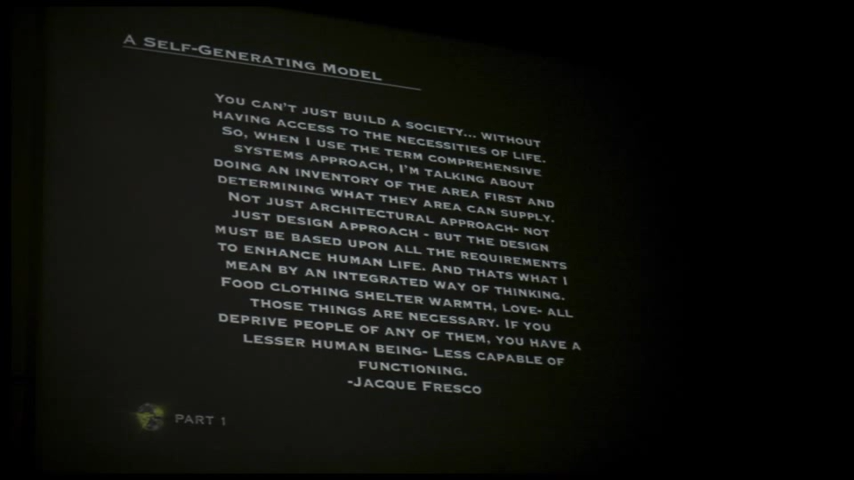 A Self-Generating Model
You can't just build a society... without
having access to the necessities of life.
So, when I use the term comprehensive
systems approach, I'm talking about
doing an inventory of the area first and
determining what they area can supply.
Not just architectural approach- not
just design approach - but the design
must be based upon all the requirements
to enhance human life. And thats what I
mean by an integrated way of thinking.
Food clothing shelter warmth, love- all
those things are necessary. If you
deprive people of any of them, you have a
lesser human being- Less capable of
functioning.
-Jacque Fresco
Part 1